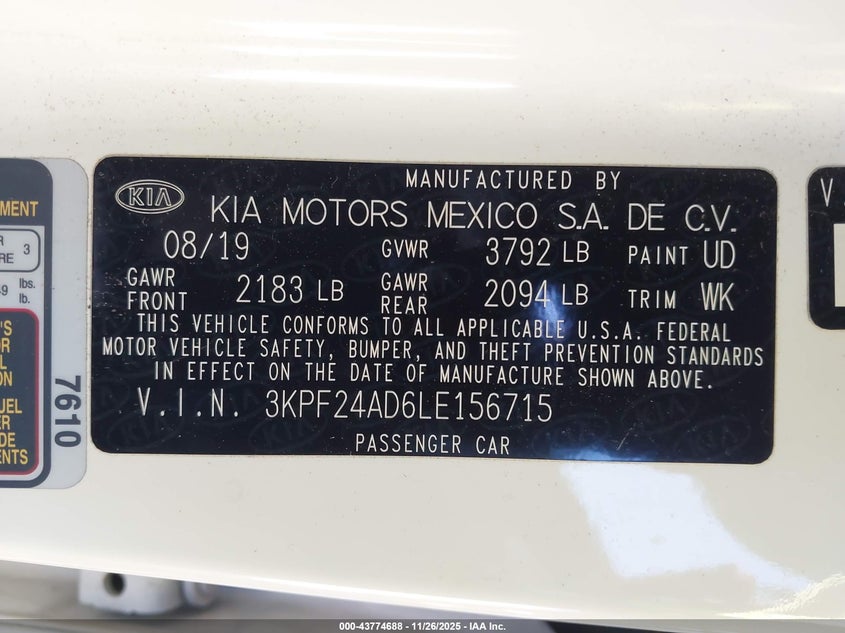 MANUFACTURED BY
KIA
KIA MOTORS MEXICO S.A. DE C.V.
08/19 GVWR 3792 LB PAINT UD
GAWR FRONT 2183 LB GAWR REAR 2094 LB TRIM WK
THIS VEHICLE CONFORMS TO ALL APPLICABLE U.S.A. FEDERAL
MOTOR VEHICLE SAFETY, BUMPER, AND THEFT PREVENTION STANDARDS
IN EFFECT ON THE DATE OF MANUFACTURE SHOWN ABOVE.
V.I.N. 3KPF24AD6LE156715
PASSENGER CAR
3
lbs.
lb.
7610
000-43774688 - 11/26/2025 - IAA Inc.